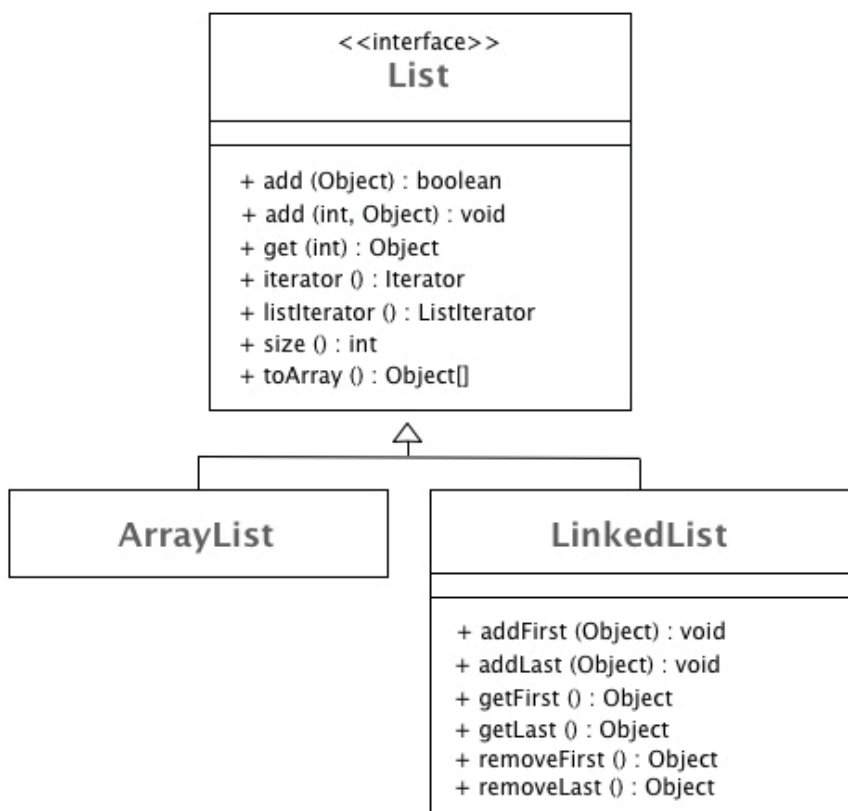 <<interface>>
List
+ add (Object) : boolean
+ add (int, Object) : void
+ get (int) : Object
+ iterator () : Iterator
+ listIterator () : ListIterator
+ size () : int
+ toArray () : Object[]
ArrayList
LinkedList
+ addFirst (Object) : void
+ addLast (Object) : void
+ getFirst () : Object
+ getLast () : Object
+ removeFirst () : Object
+ removeLast () : Object